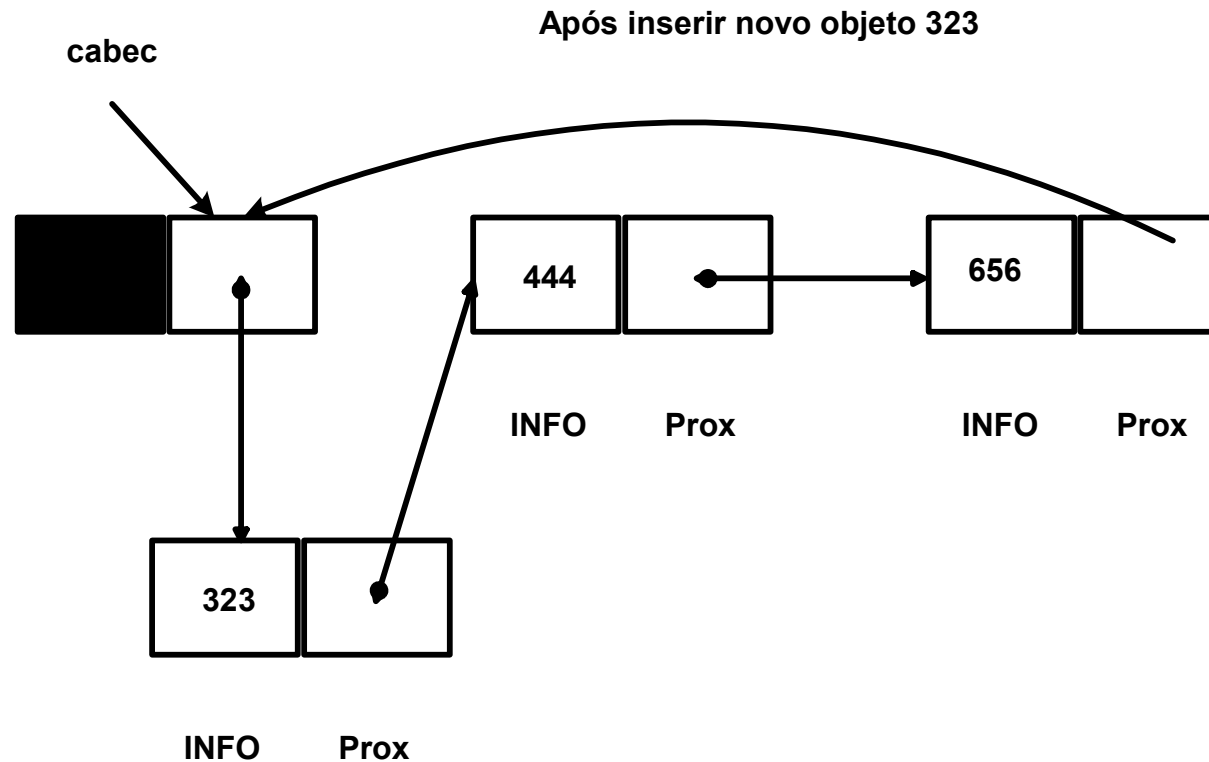 Após inserir novo objeto 323
cabec
444
656
INFO Prox
INFO Prox
323
INFO Prox